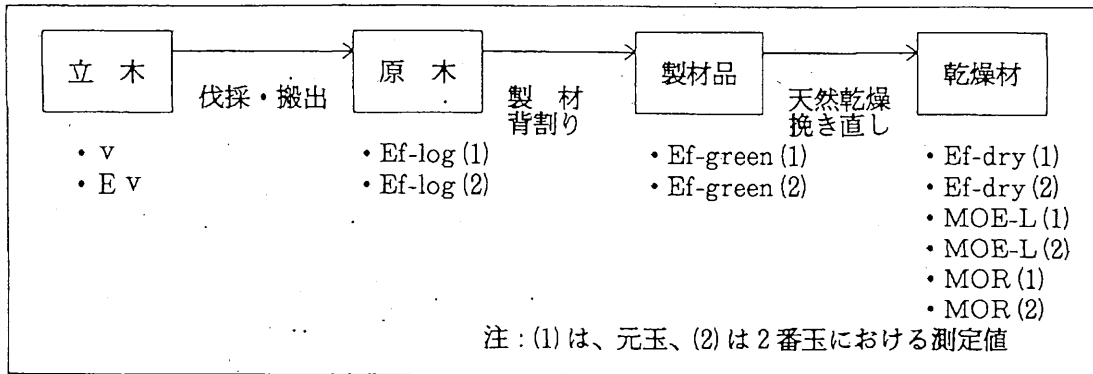 立 木
原 木
製材品
乾燥材
伐採・搬出
製 材
背割り
天然乾燥
挽き直し
・v
・E v
・Ef-log (1)
・Ef-log (2)
・Ef-green (1)
・Ef-green (2)
・Ef-dry (1)
・Ef-dry (2)
・MOE-L (1)
・MOE-L (2)
・MOR (1)
・MOR (2)
注：(1) は、元玉、(2) は 2 番玉における測定値